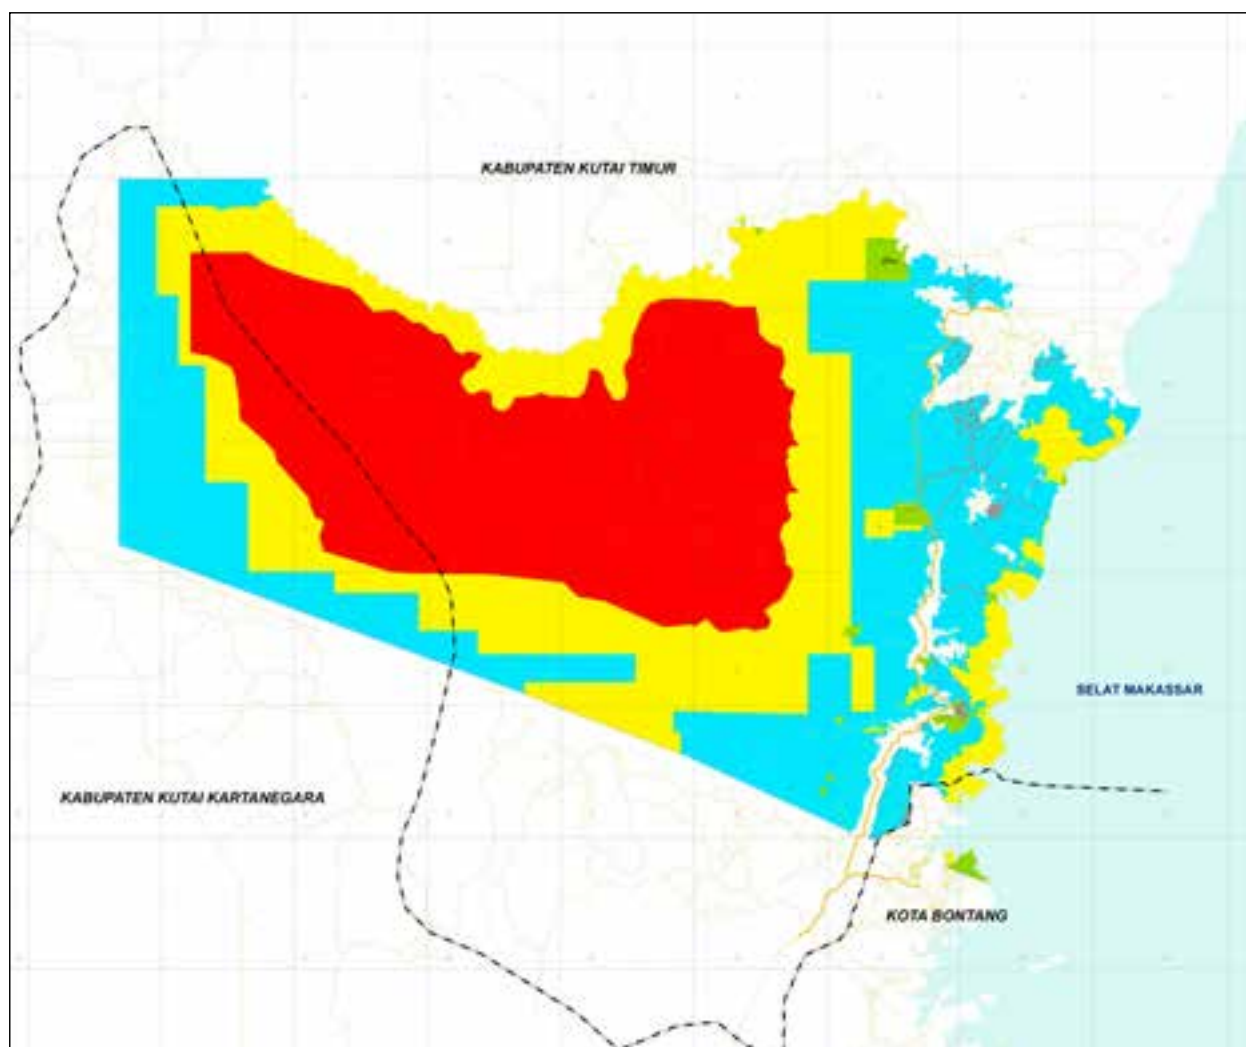 KABUPATEN KUTAI TIMUR
SELAT MAKASSAR
KABUPATEN KUTAI KARTANEGARA
KOTA BONTANG